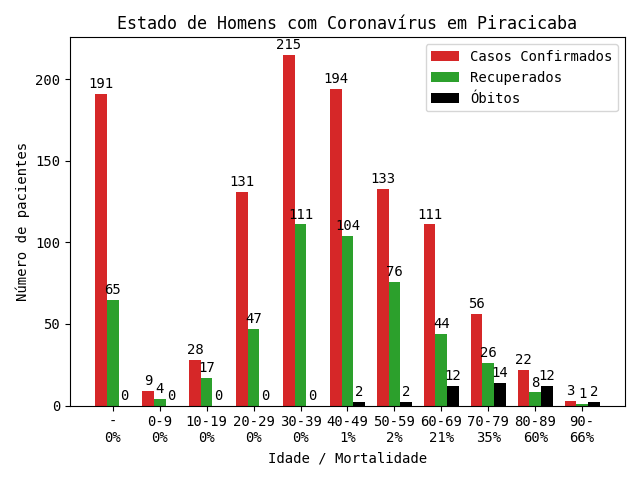 Estado de Homens com Coronavírus em Piracicaba
Casos Confirmados
Recuperados
Óbitos
Número de pacientes
200
150
100
50
0
191 65 0
9 4 0
28 17 0
131 47 0
215 111 0
194 104 2
133 76 2
111 44 12
56 26 14
22 8 12
3 1 2
- 0-9 10-19 20-29 30-39 40-49 50-59 60-69 70-79 80-89 90-
0% 0% 0% 0% 0% 1% 2% 21% 35% 60% 66%
Idade / Mortalidade